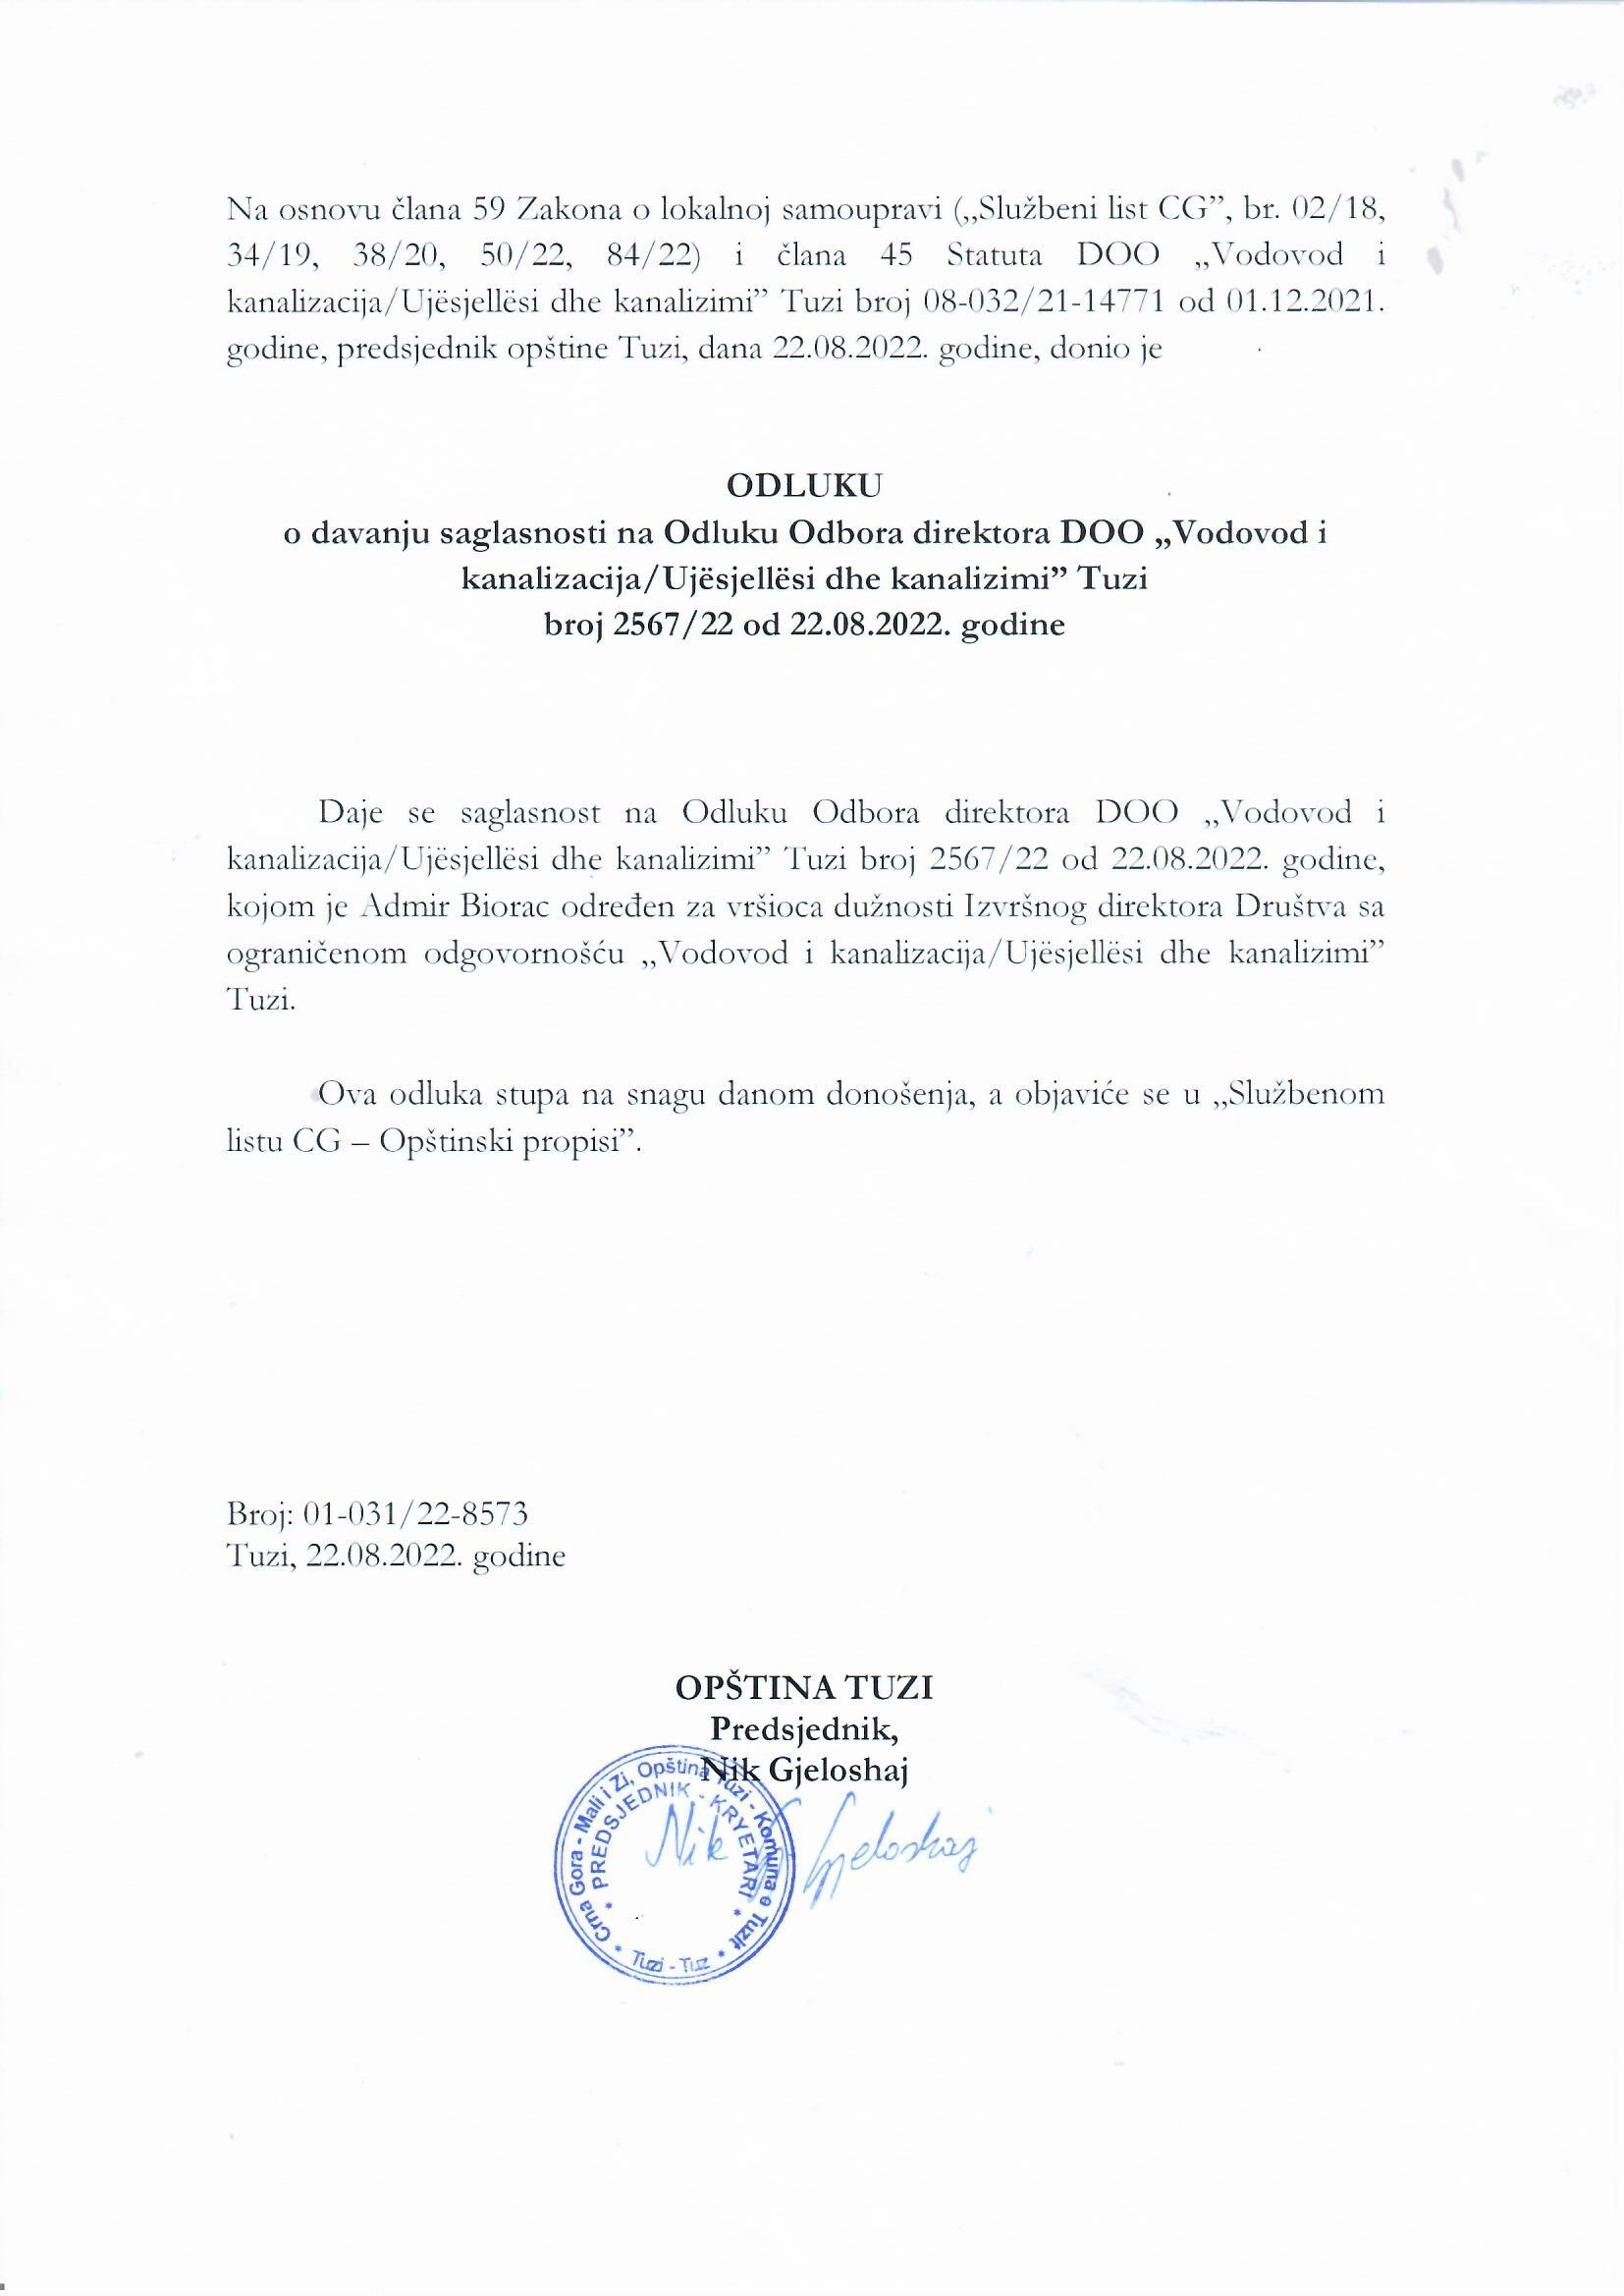 Na osnovu člana 59 Zakona o lokalnoj samoupravi („Službeni list CG”, br. 02/18,
34/19, 38/20, 50/22, 84/22) i člana 45 Statuta DOO „Vodovod i
kanalizacija/Ujësjellësi dhe kanalizimi” Tuzi broj 08-032/21-14771 od 01.12.2021.
godine, predsjednik opštine Tuzi, dana 22.08.2022. godine, donio je
ODLUKU
o davanju saglasnosti na Odluku Odbora direktora DOO „Vodovod i
kanalizacija/Ujësjellësi dhe kanalizimi” Tuzi
broj 2567/22 od 22.08.2022. godine
Daje se saglasnost na Odluku Odbora direktora DOO „Vodovod i
kanalizacija/Ujësjellësi dhe kanalizimi” Tuzi broj 2567/22 od 22.08.2022. godine,
kojom je Admir Biorac određen za vršioca dužnosti Izvršnog direktora Društva sa
ograničenom odgovornošću „Vodovod i kanalizacija/Ujësjellësi dhe kanalizimi”
Tuzi.
Ova odluka stupa na snagu danom donošenja, a objaviće se u „Službenom
listu CG – Opštinski propisi”.
Broj: 01-031/22-8573
Tuzi, 22.08.2022. godine
OPŠTINA TUZI
Predsjednik,
Nik Gjeloshaj
Crna Gora - Mali i Zi, Opština Tuzi - Komuna e Tuzit
PREDSJEDNIK - KRYETARI
Tuzi - Tuz
Nik Gjeloshaj